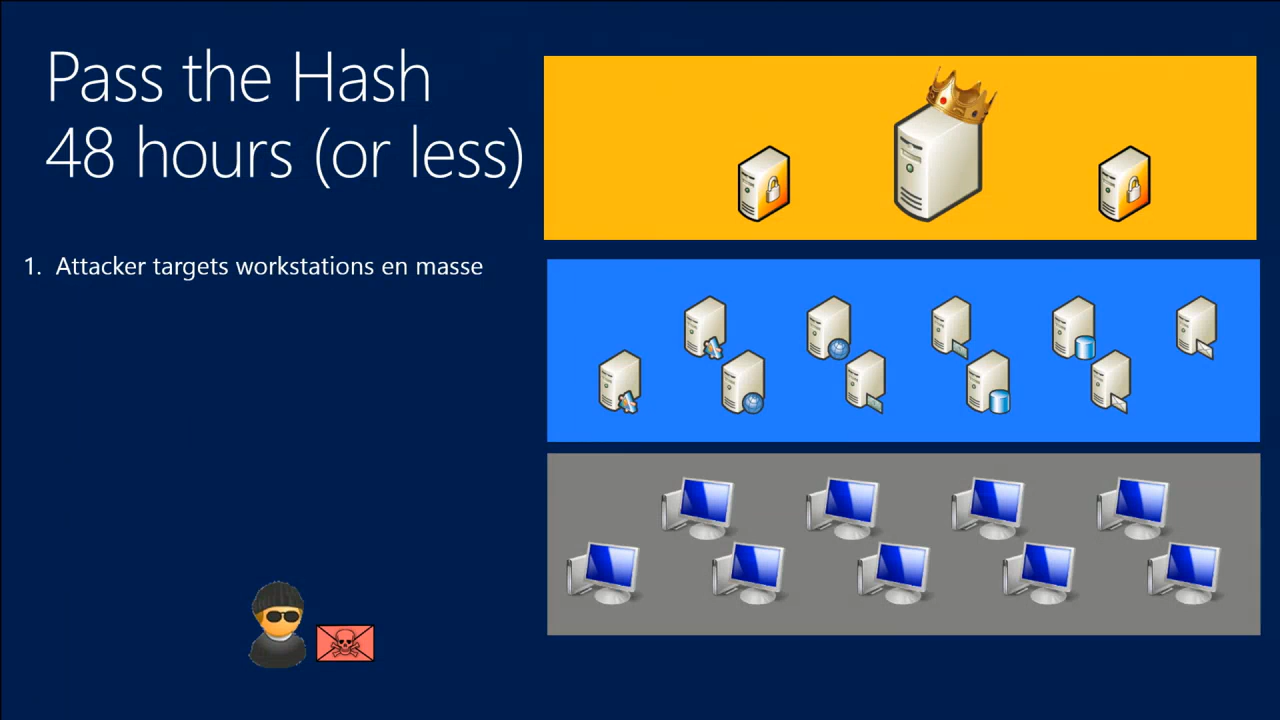 Pass the Hash
48 hours (or less)
1. Attacker targets workstations en masse